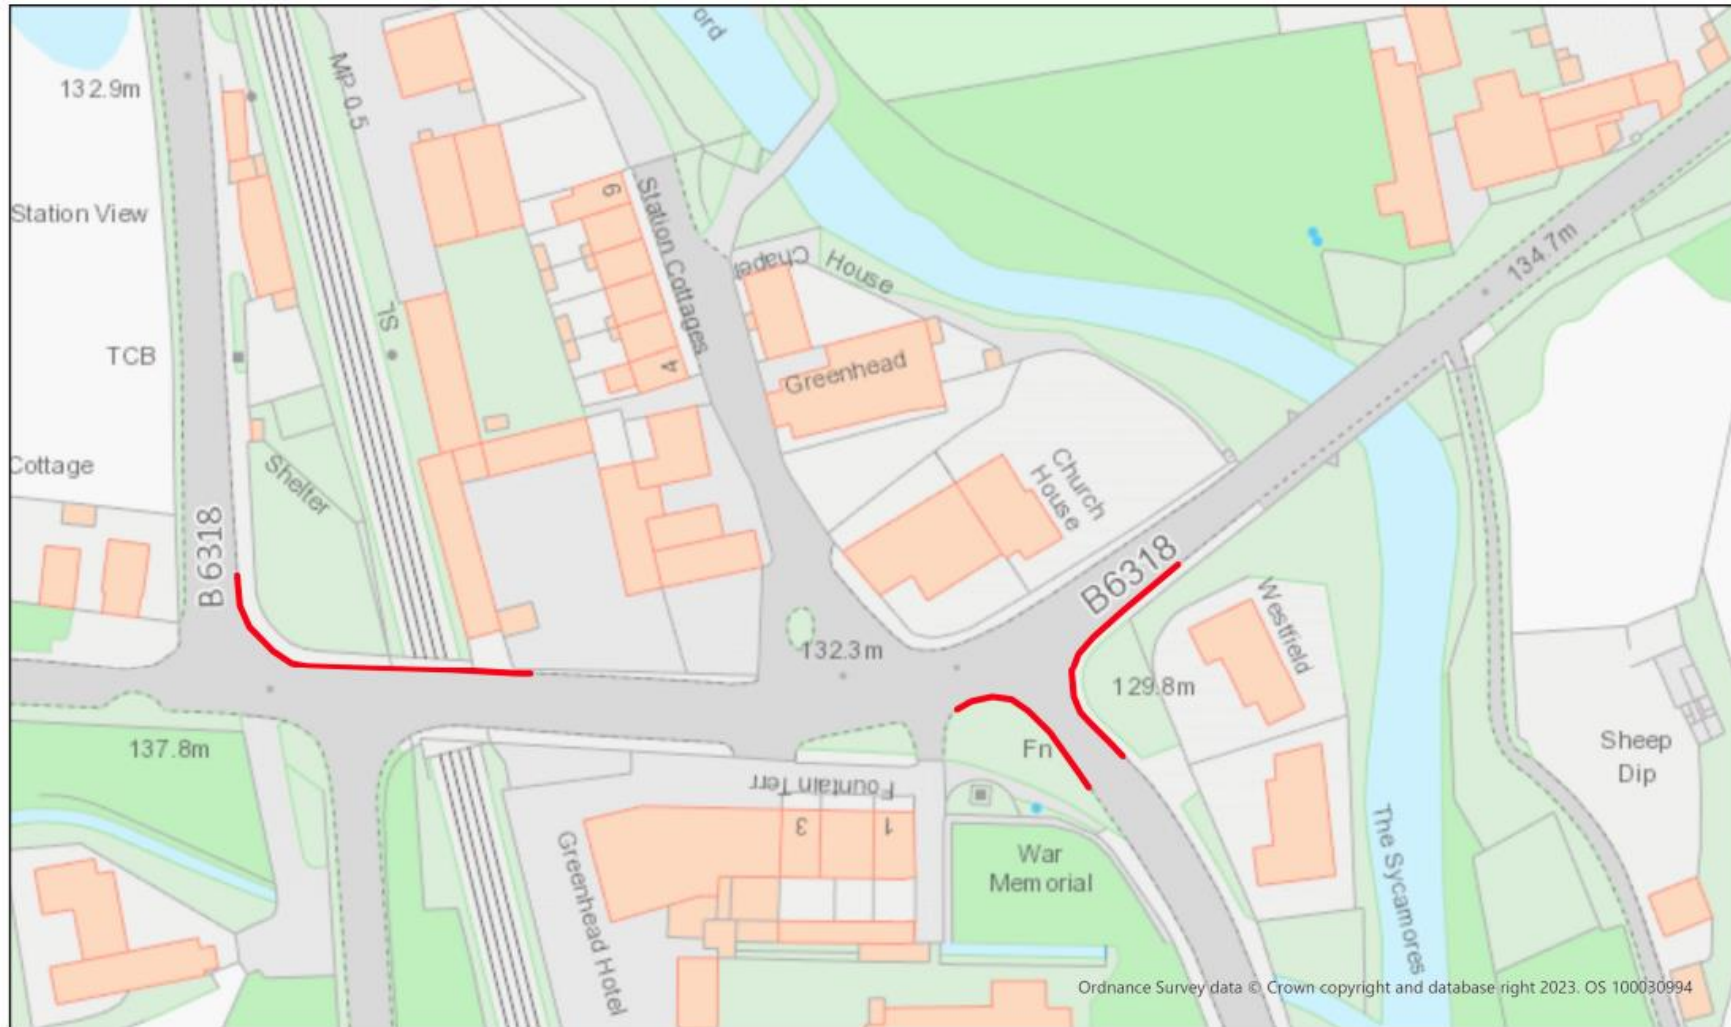 ord
132.9m
MP 0.5
Station View
6
Station Cottages
Chapel
House
134.7m
SL
TCB
4
Greenhead
Cottage
Shelter
Church
House
B6318
B6318
Westfield
132.3m
129.8m
137.8m
Fn
Sheep
Dip
Fountain Terr
3
1
Greenhead Hotel
War
Memorial
The Sycamores
Ordnance Survey data © Crown copyright and database right 2023. OS 100030994